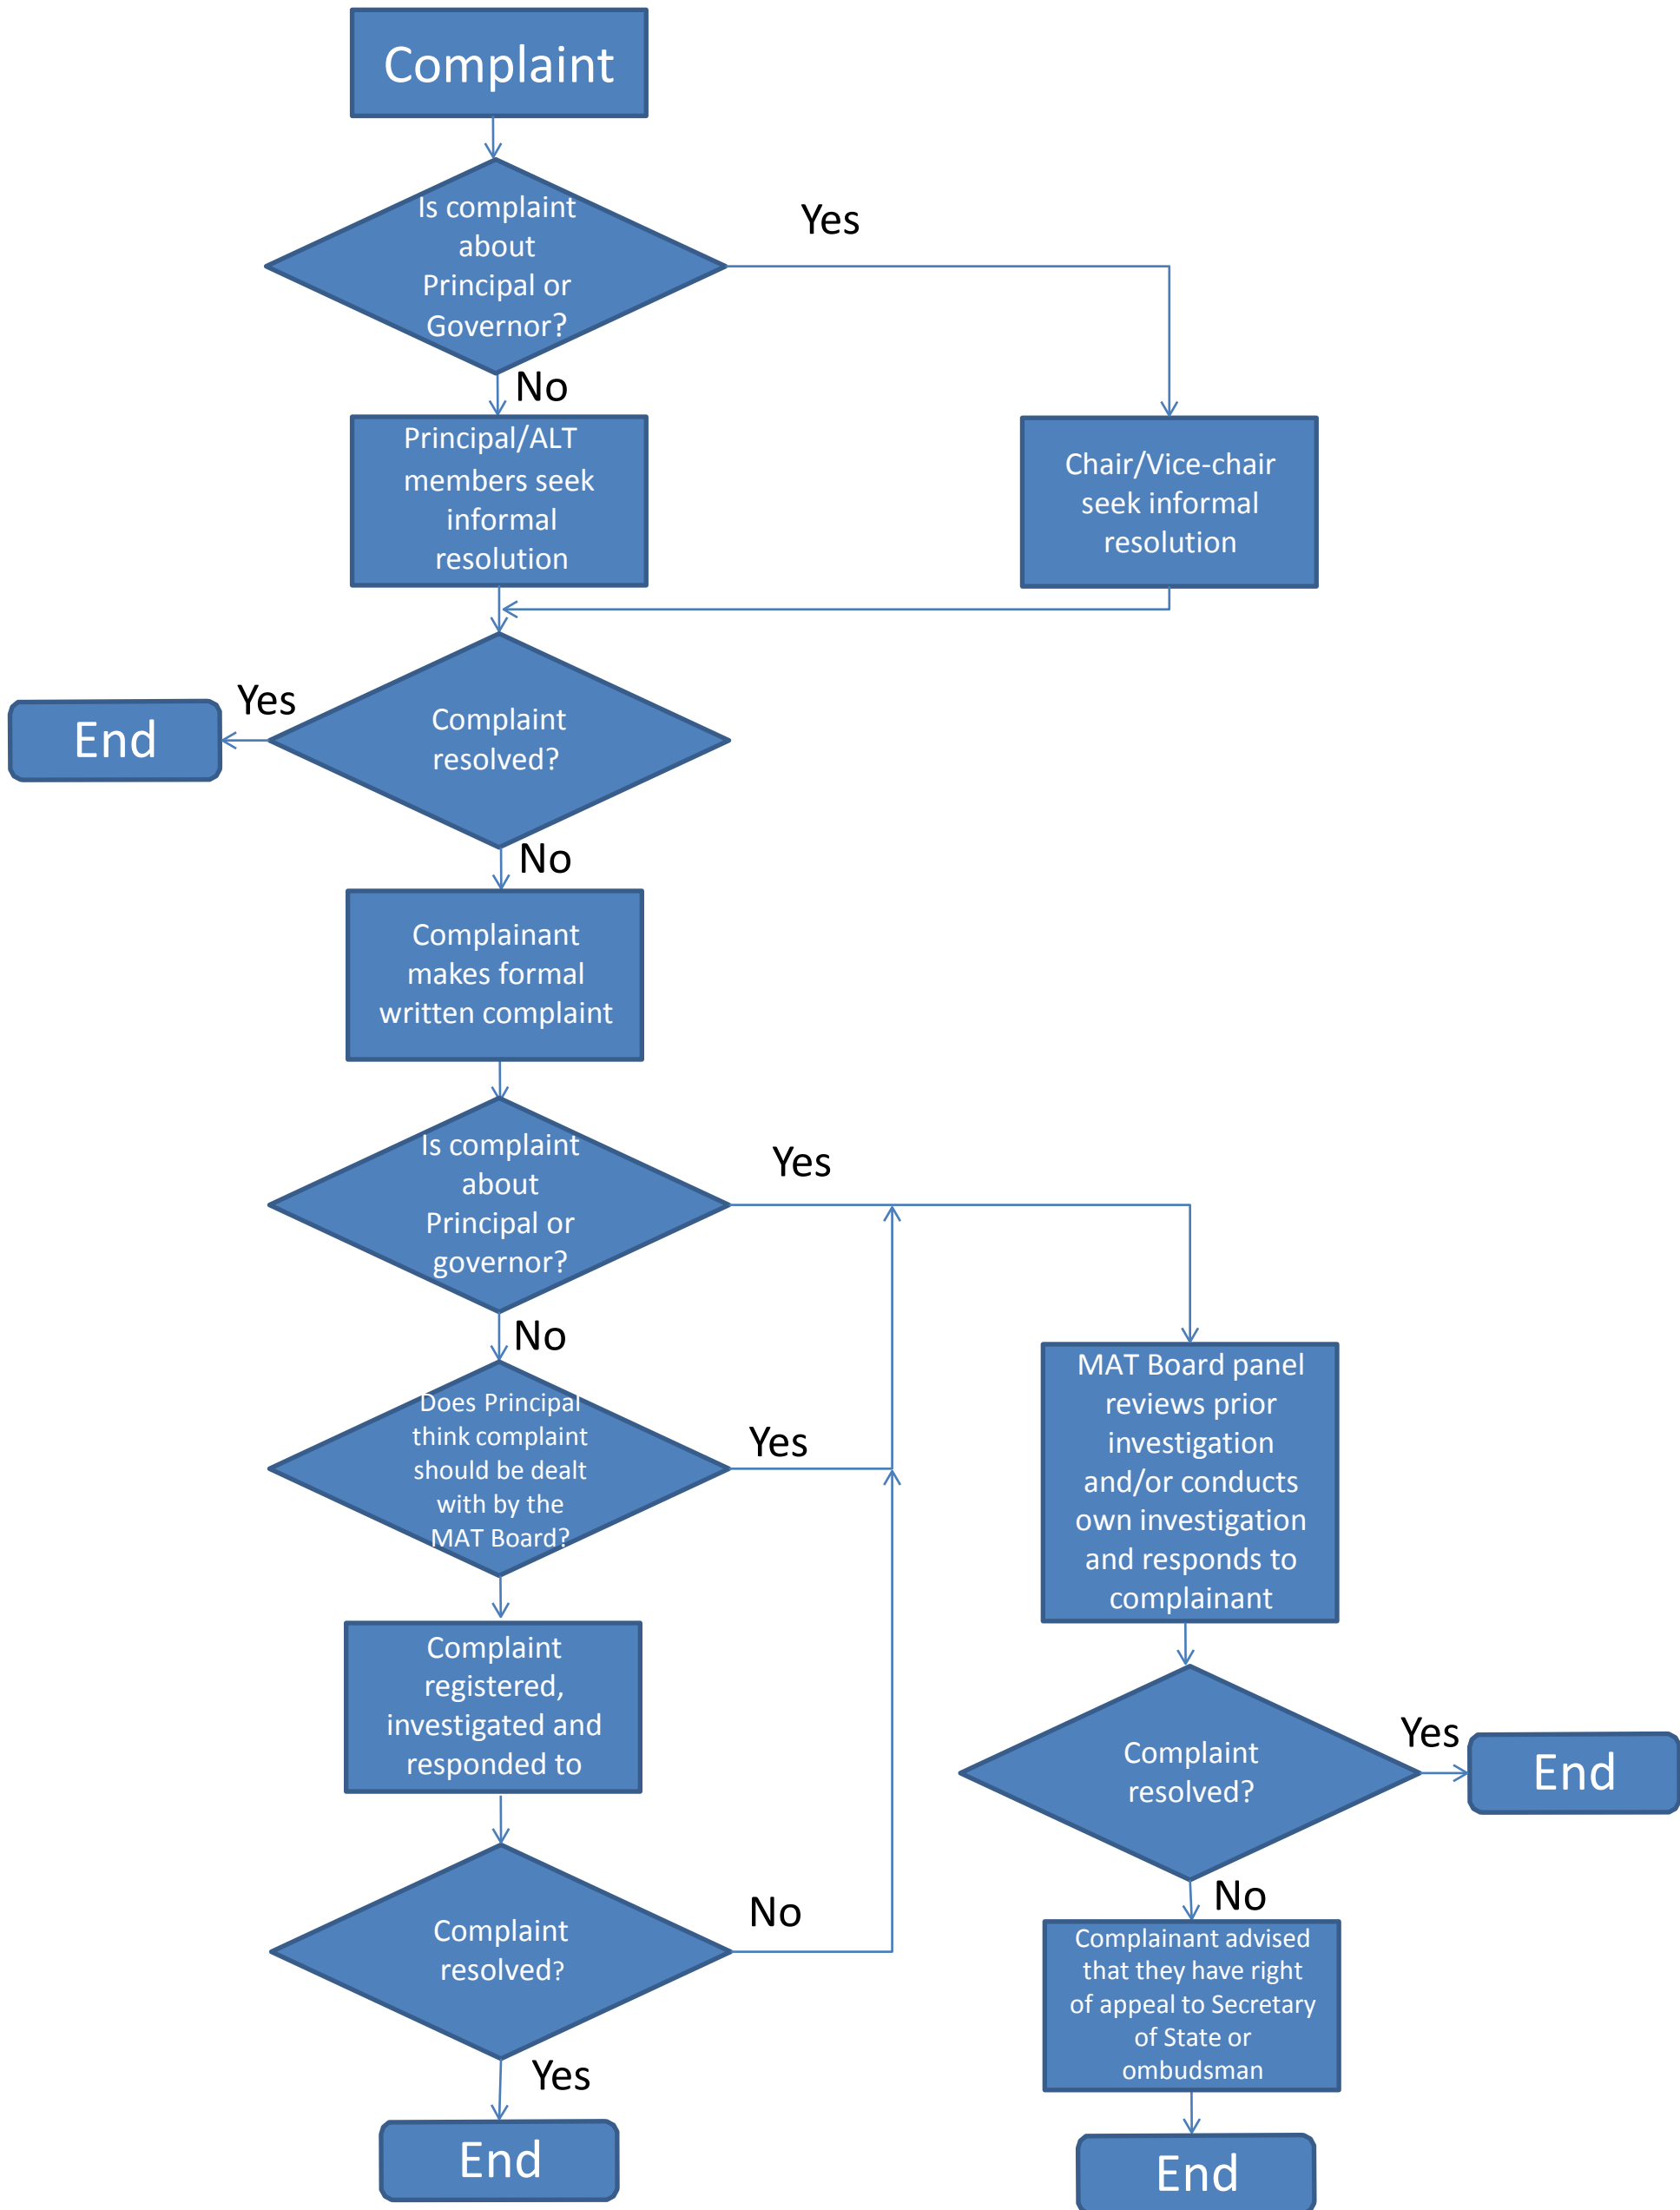 Complaint
Is complaint
about
Principal or
Governor?
Yes
No
Principal/ALT
members seek
informal
resolution
Chair/Vice-chair
seek informal
resolution
Complaint
resolved?
Yes
End
No
Complainant
makes formal
written complaint
Is complaint
about
Principal or
governor?
Yes
No
Does Principal
think complaint
should be dealt
with by the
MAT Board?
Yes
Complaint
registered,
investigated and
responded to
Complaint
resolved?
No
Yes
End
MAT Board panel
reviews prior
investigation
and/or conducts
own investigation
and responds to
complainant
Complaint
resolved?
Yes
End
No
Complainant advised
that they have right
of appeal to Secretary
of State or
ombudsman
End